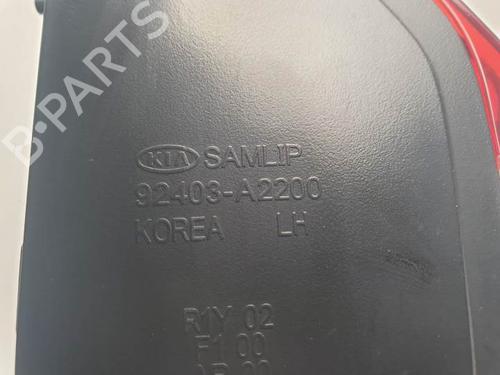 B-PARTS
KIA SAMLIP
92403-A2200
KOREA LH
R1Y 02
F1 00